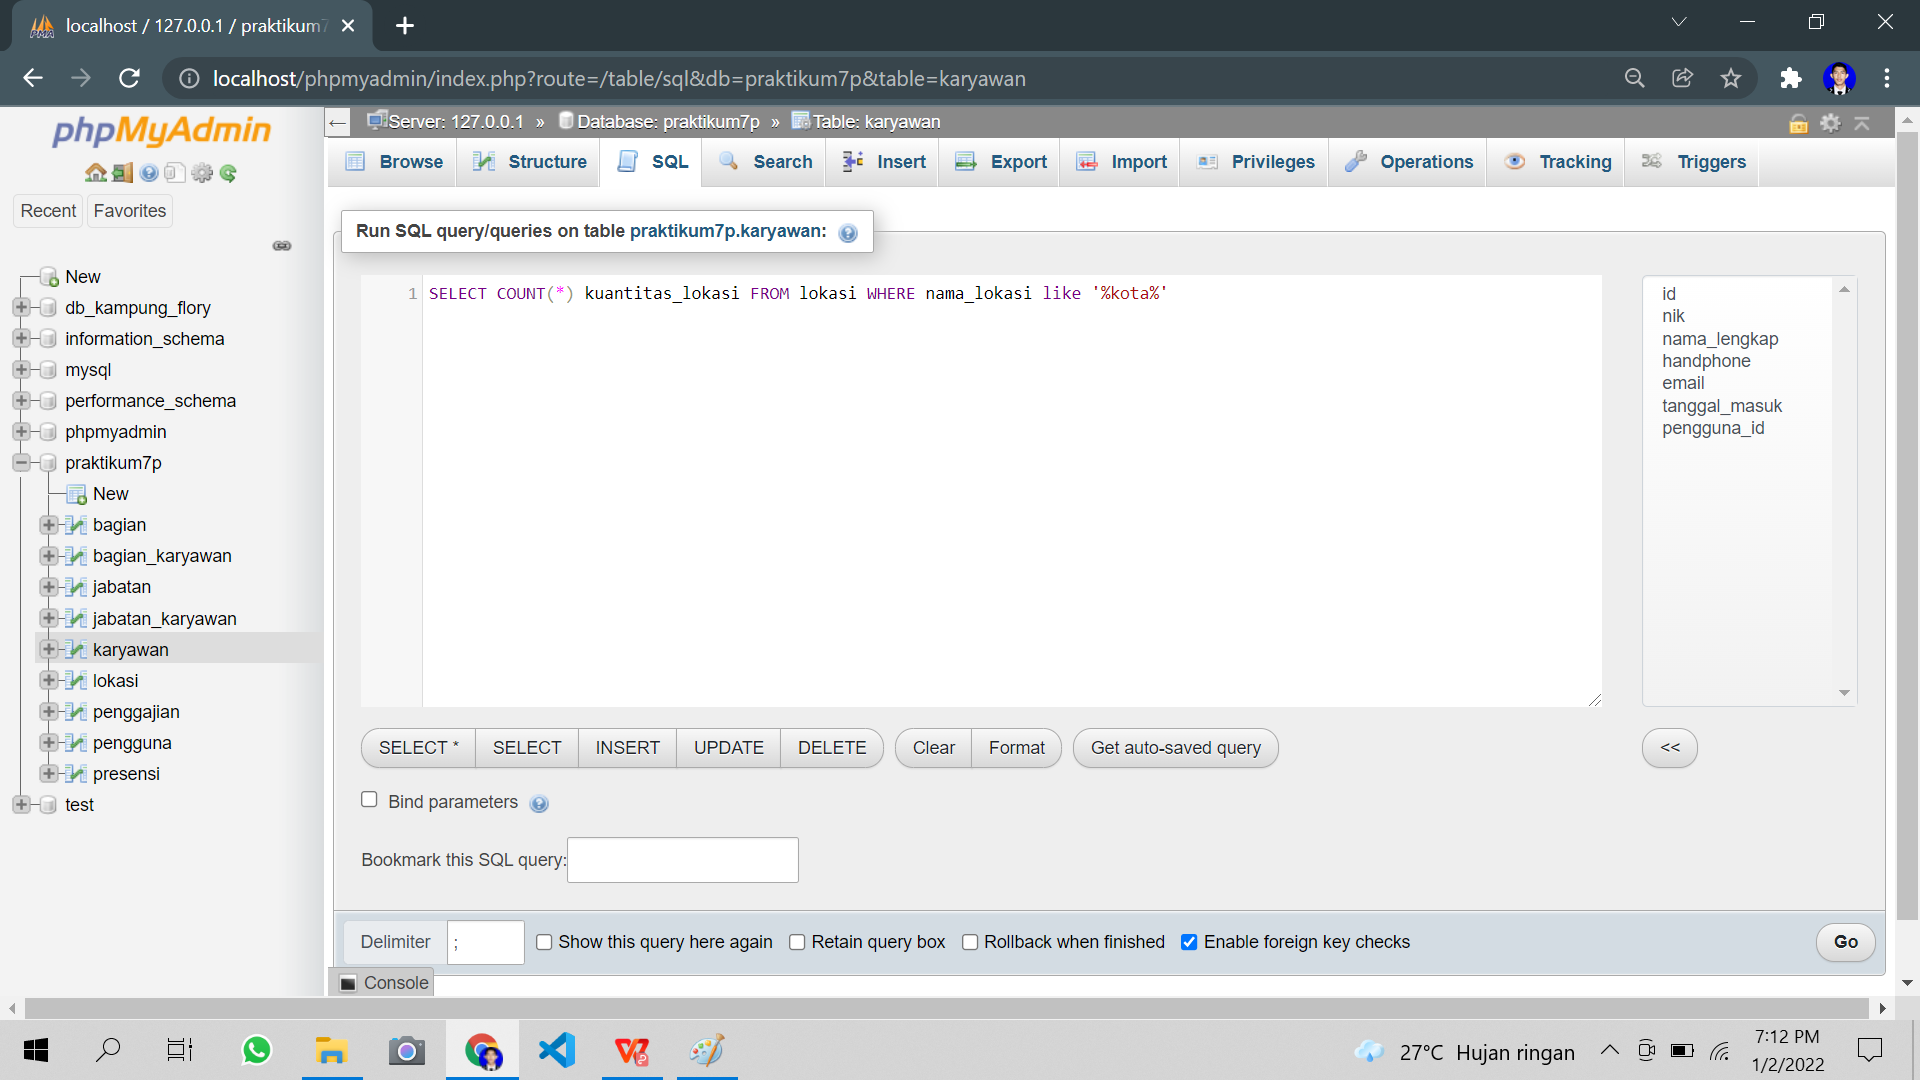 localhost / 127.0.0.1 / praktikum7
localhost/phpmyadmin/index.php?route=/table/sql&db=praktikum7p&table=karyawan
phpMyAdmin
Recent
Favorites
New
db_kampung_flory
information_schema
mysql
performance_schema
phpmyadmin
praktikum7p
New
bagian
bagian_karyawan
jabatan
jabatan_karyawan
karyawan
lokasi
penggajian
pengguna
presensi
test
Server: 127.0.0.1 » Database: praktikum7p » Table: karyawan
Browse
Structure
SQL
Search
Insert
Export
Import
Privileges
Operations
Tracking
Triggers
Run SQL query/queries on table praktikum7p.karyawan:
1 SELECT COUNT(*) kuantitas_lokasi FROM lokasi WHERE nama_lokasi like '%kota%'
id
nik
nama_lengkap
handphone
email
tanggal_masuk
pengguna_id
SELECT *
SELECT
INSERT
UPDATE
DELETE
Clear
Format
Get auto-saved query
<<
Bind parameters
Bookmark this SQL query:
Delimiter ;
Show this query here again
Retain query box
Rollback when finished
Enable foreign key checks
Go
Console
27°C Hujan ringan
7:12 PM
1/2/2022